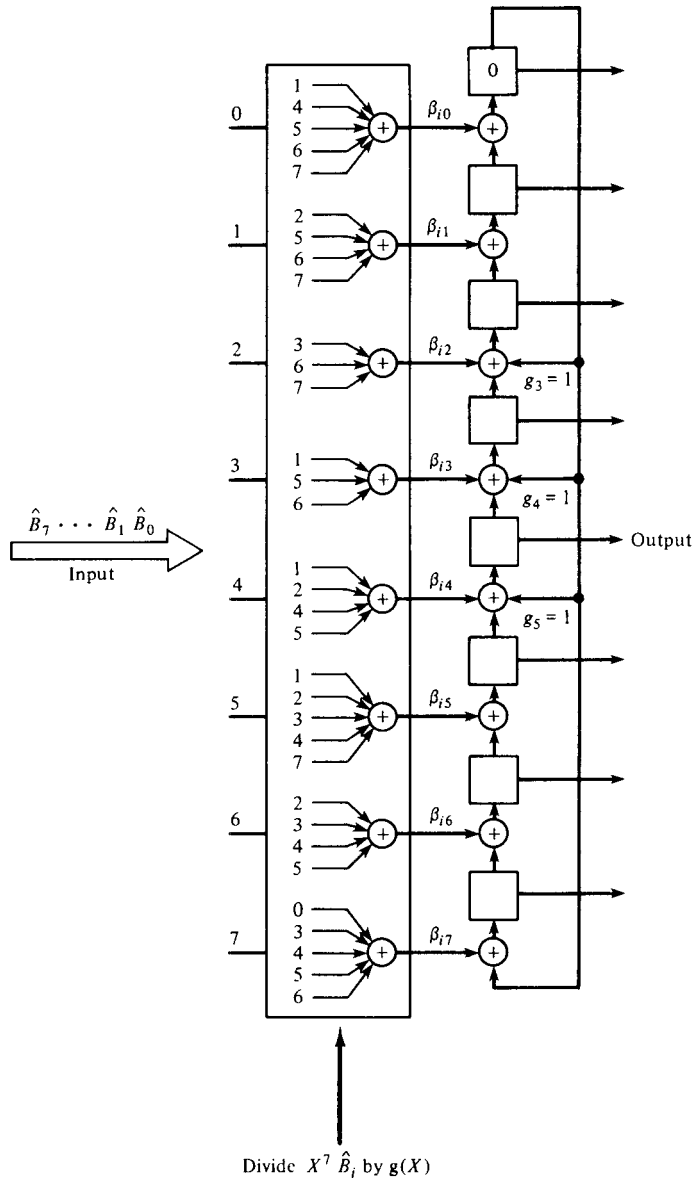 0
1
4
5
6
7
β_{i0}
0
1
2
5
6
7
β_{i1}
2
3
6
7
β_{i2}
g_3 = 1
3
1
5
6
β_{i3}
g_4 = 1
B̂_7 · · · B̂_1 B̂_0
Input
Output
4
1
2
4
5
β_{i4}
g_5 = 1
5
1
2
3
4
7
β_{i5}
6
2
3
4
5
β_{i6}
7
0
3
4
5
6
β_{i7}
Divide X^7 B̂_i by g(X)